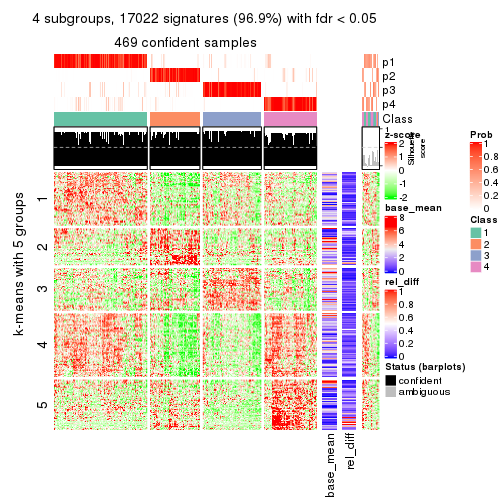 4 subgroups, 17022 signatures (96.9%) with fdr < 0.05
469 confident samples
p1
p2
p3
p4
Class
1
Silhouette
score
k-means with 5 groups
1
2
3
4
5
base_mean
rel_diff
z-score
2
1
0
-1
-2
base_mean
8
6
4
2
0
rel_diff
1
0.8
0.6
0.4
0.2
0
Status (barplots)
confident
ambiguous
Prob
1
0.8
0.6
0.4
0.2
0
Class
1
2
3
4